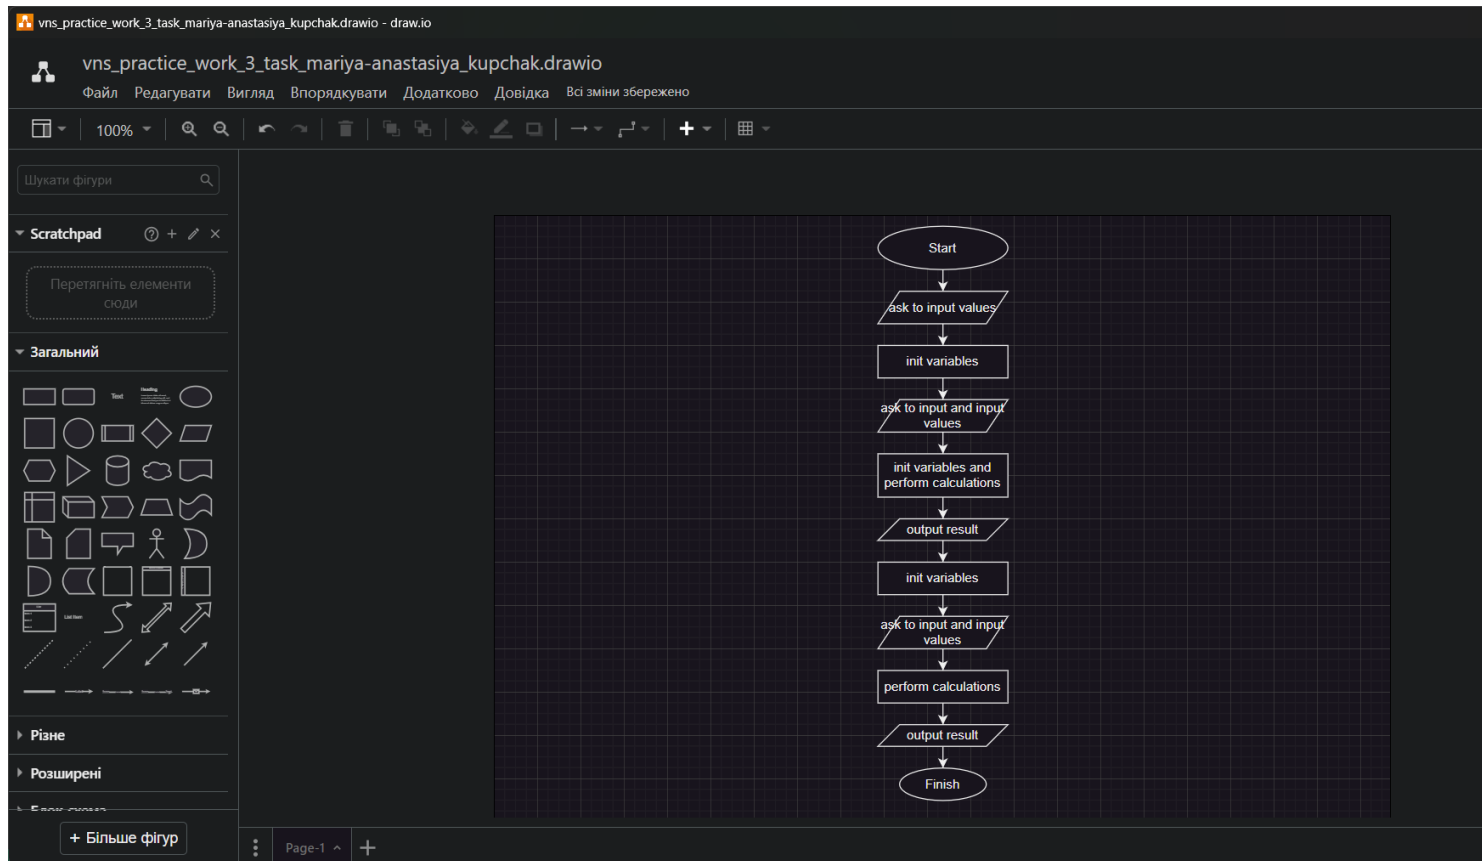 vns_practice_work_3_task_mariya-anastasiya_kupchak.drawio - draw.io
vns_practice_work_3_task_mariya-anastasiya_kupchak.drawio
Файл Редагувати Вигляд Впорядкувати Додатково Довідка Всі зміни збережено
100%
Шукати фігури
Scratchpad
Перетягніть елементи
сюди
Загальний
Text
Heading
List Item
Різне
Розширені
Блок-схема
+ Більше фігур
Start
ask to input values
init variables
ask to input and input
values
init variables and
perform calculations
output result
init variables
ask to input and input
values
perform calculations
output result
Finish
Page-1